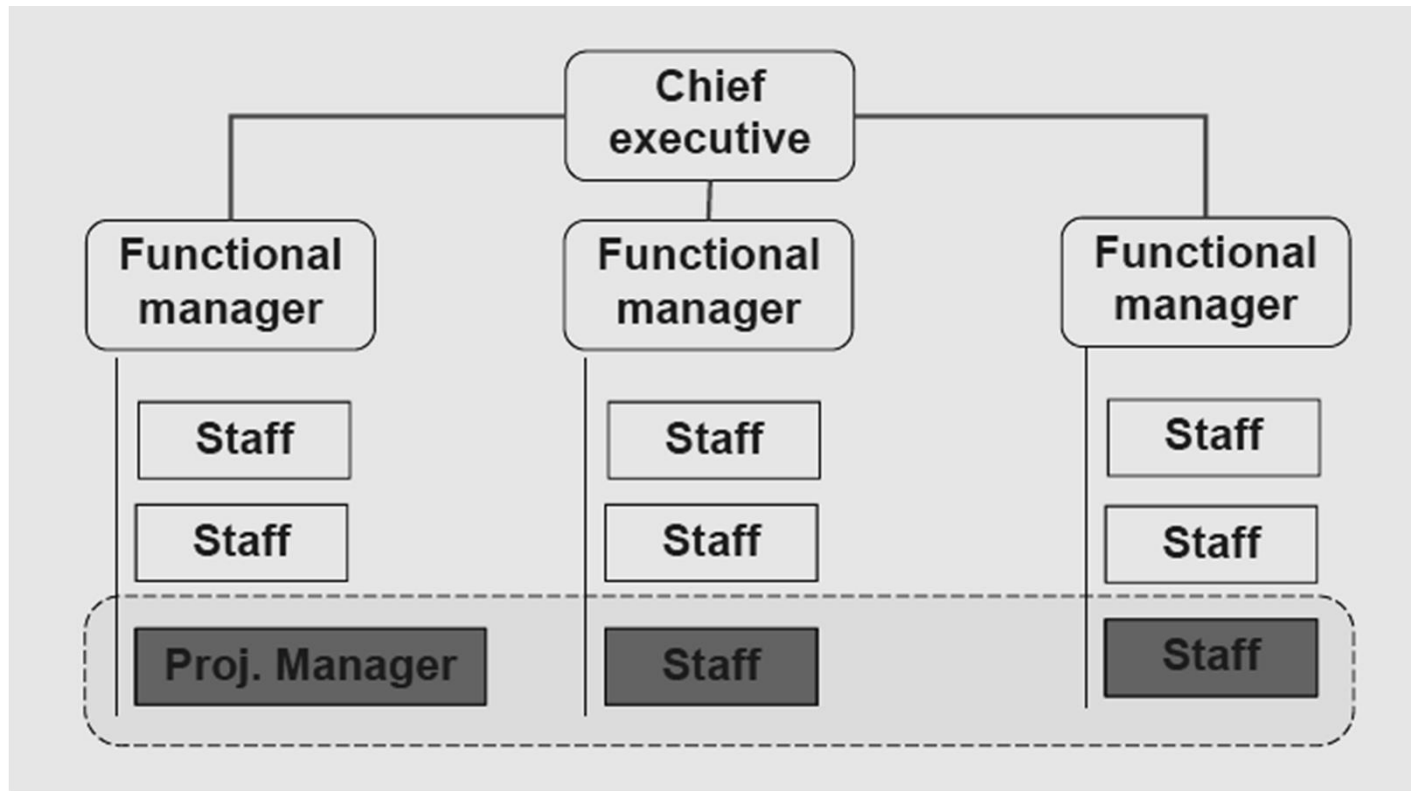 Chief
executive
Functional
manager
Functional
manager
Functional
manager
Staff
Staff
Staff
Staff
Staff
Staff
Proj. Manager
Staff
Staff